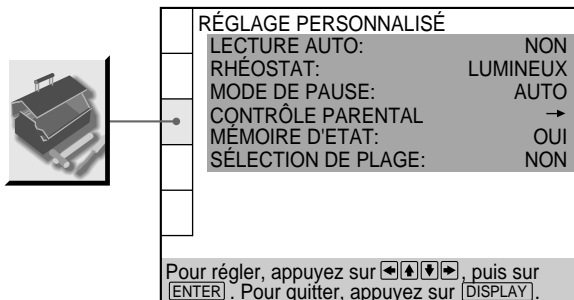 RÉGLAGE PERSONNALISÉ
LECTURE AUTO: NON
RHÉOSTAT: LUMINEUX
MODE DE PAUSE: AUTO
CONTRÔLE PARENTAL →
MÉMOIRE D'ETAT: OUI
SÉLECTION DE PLAGE: NON
Pour régler, appuyez sur ←↑↓→, puis sur
ENTER . Pour quitter, appuyez sur DISPLAY .